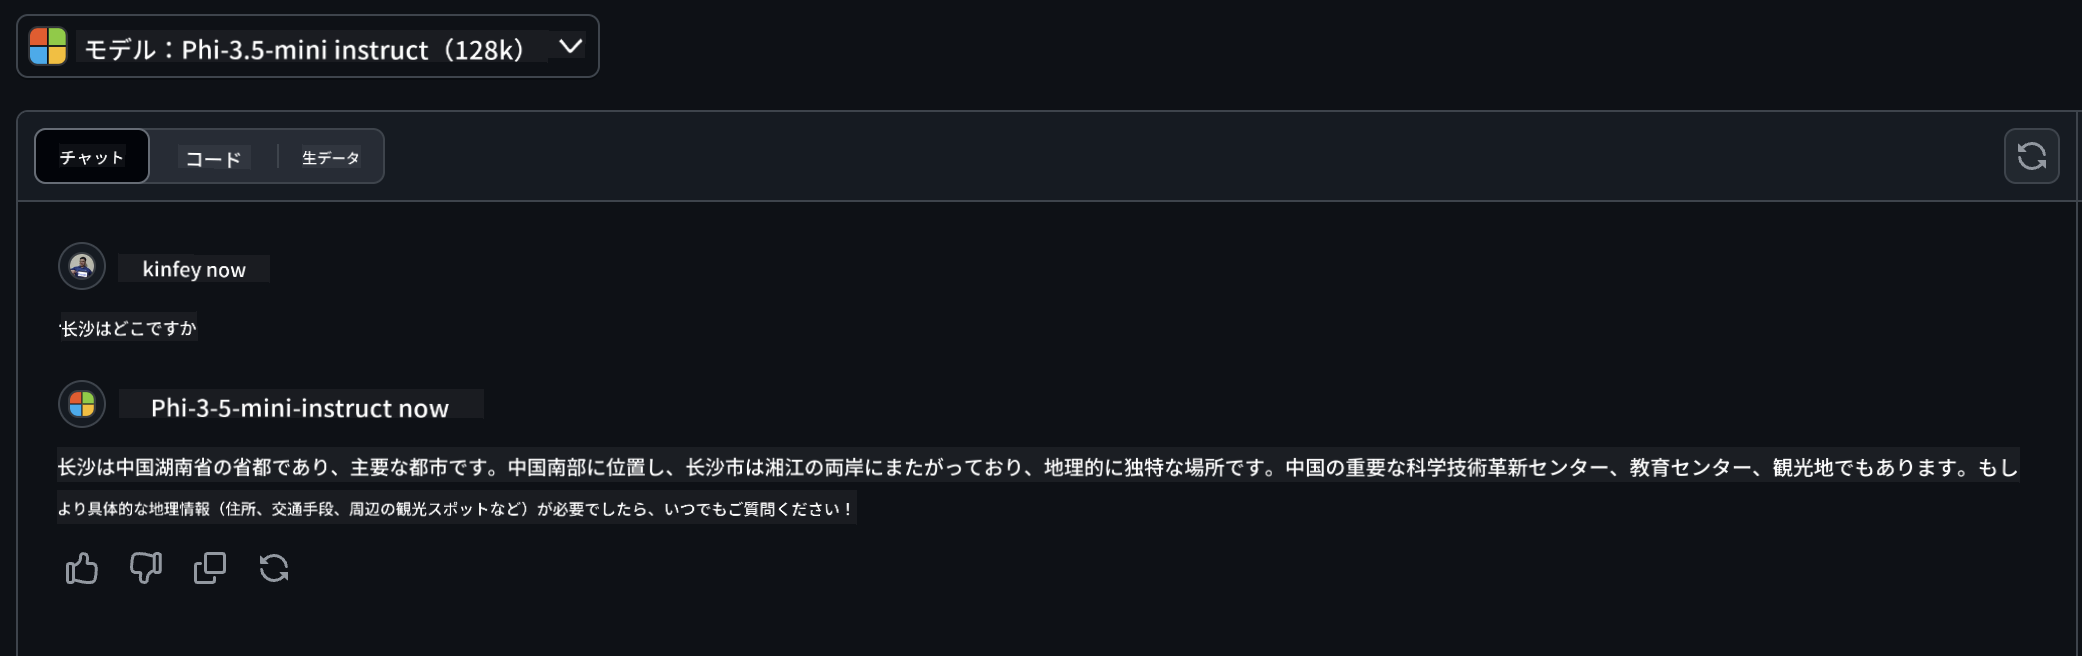 モデル：Phi-3.5-mini instruct（128k）
チャット
コード
生データ
kinfey now
长沙はどこですか
Phi-3-5-mini-instruct now
长沙は中国湖南省の省都であり、主要な都市です。中国南部に位置し、长沙市は湘江の両岸にまたがっており、地理的に独特な場所です。中国の重要な科学技術革新センター、教育センター、観光地でもあります。もし
より具体的な地理情報（住所、交通手段、周辺の観光スポットなど）が必要でしたら、いつでもご質問ください！